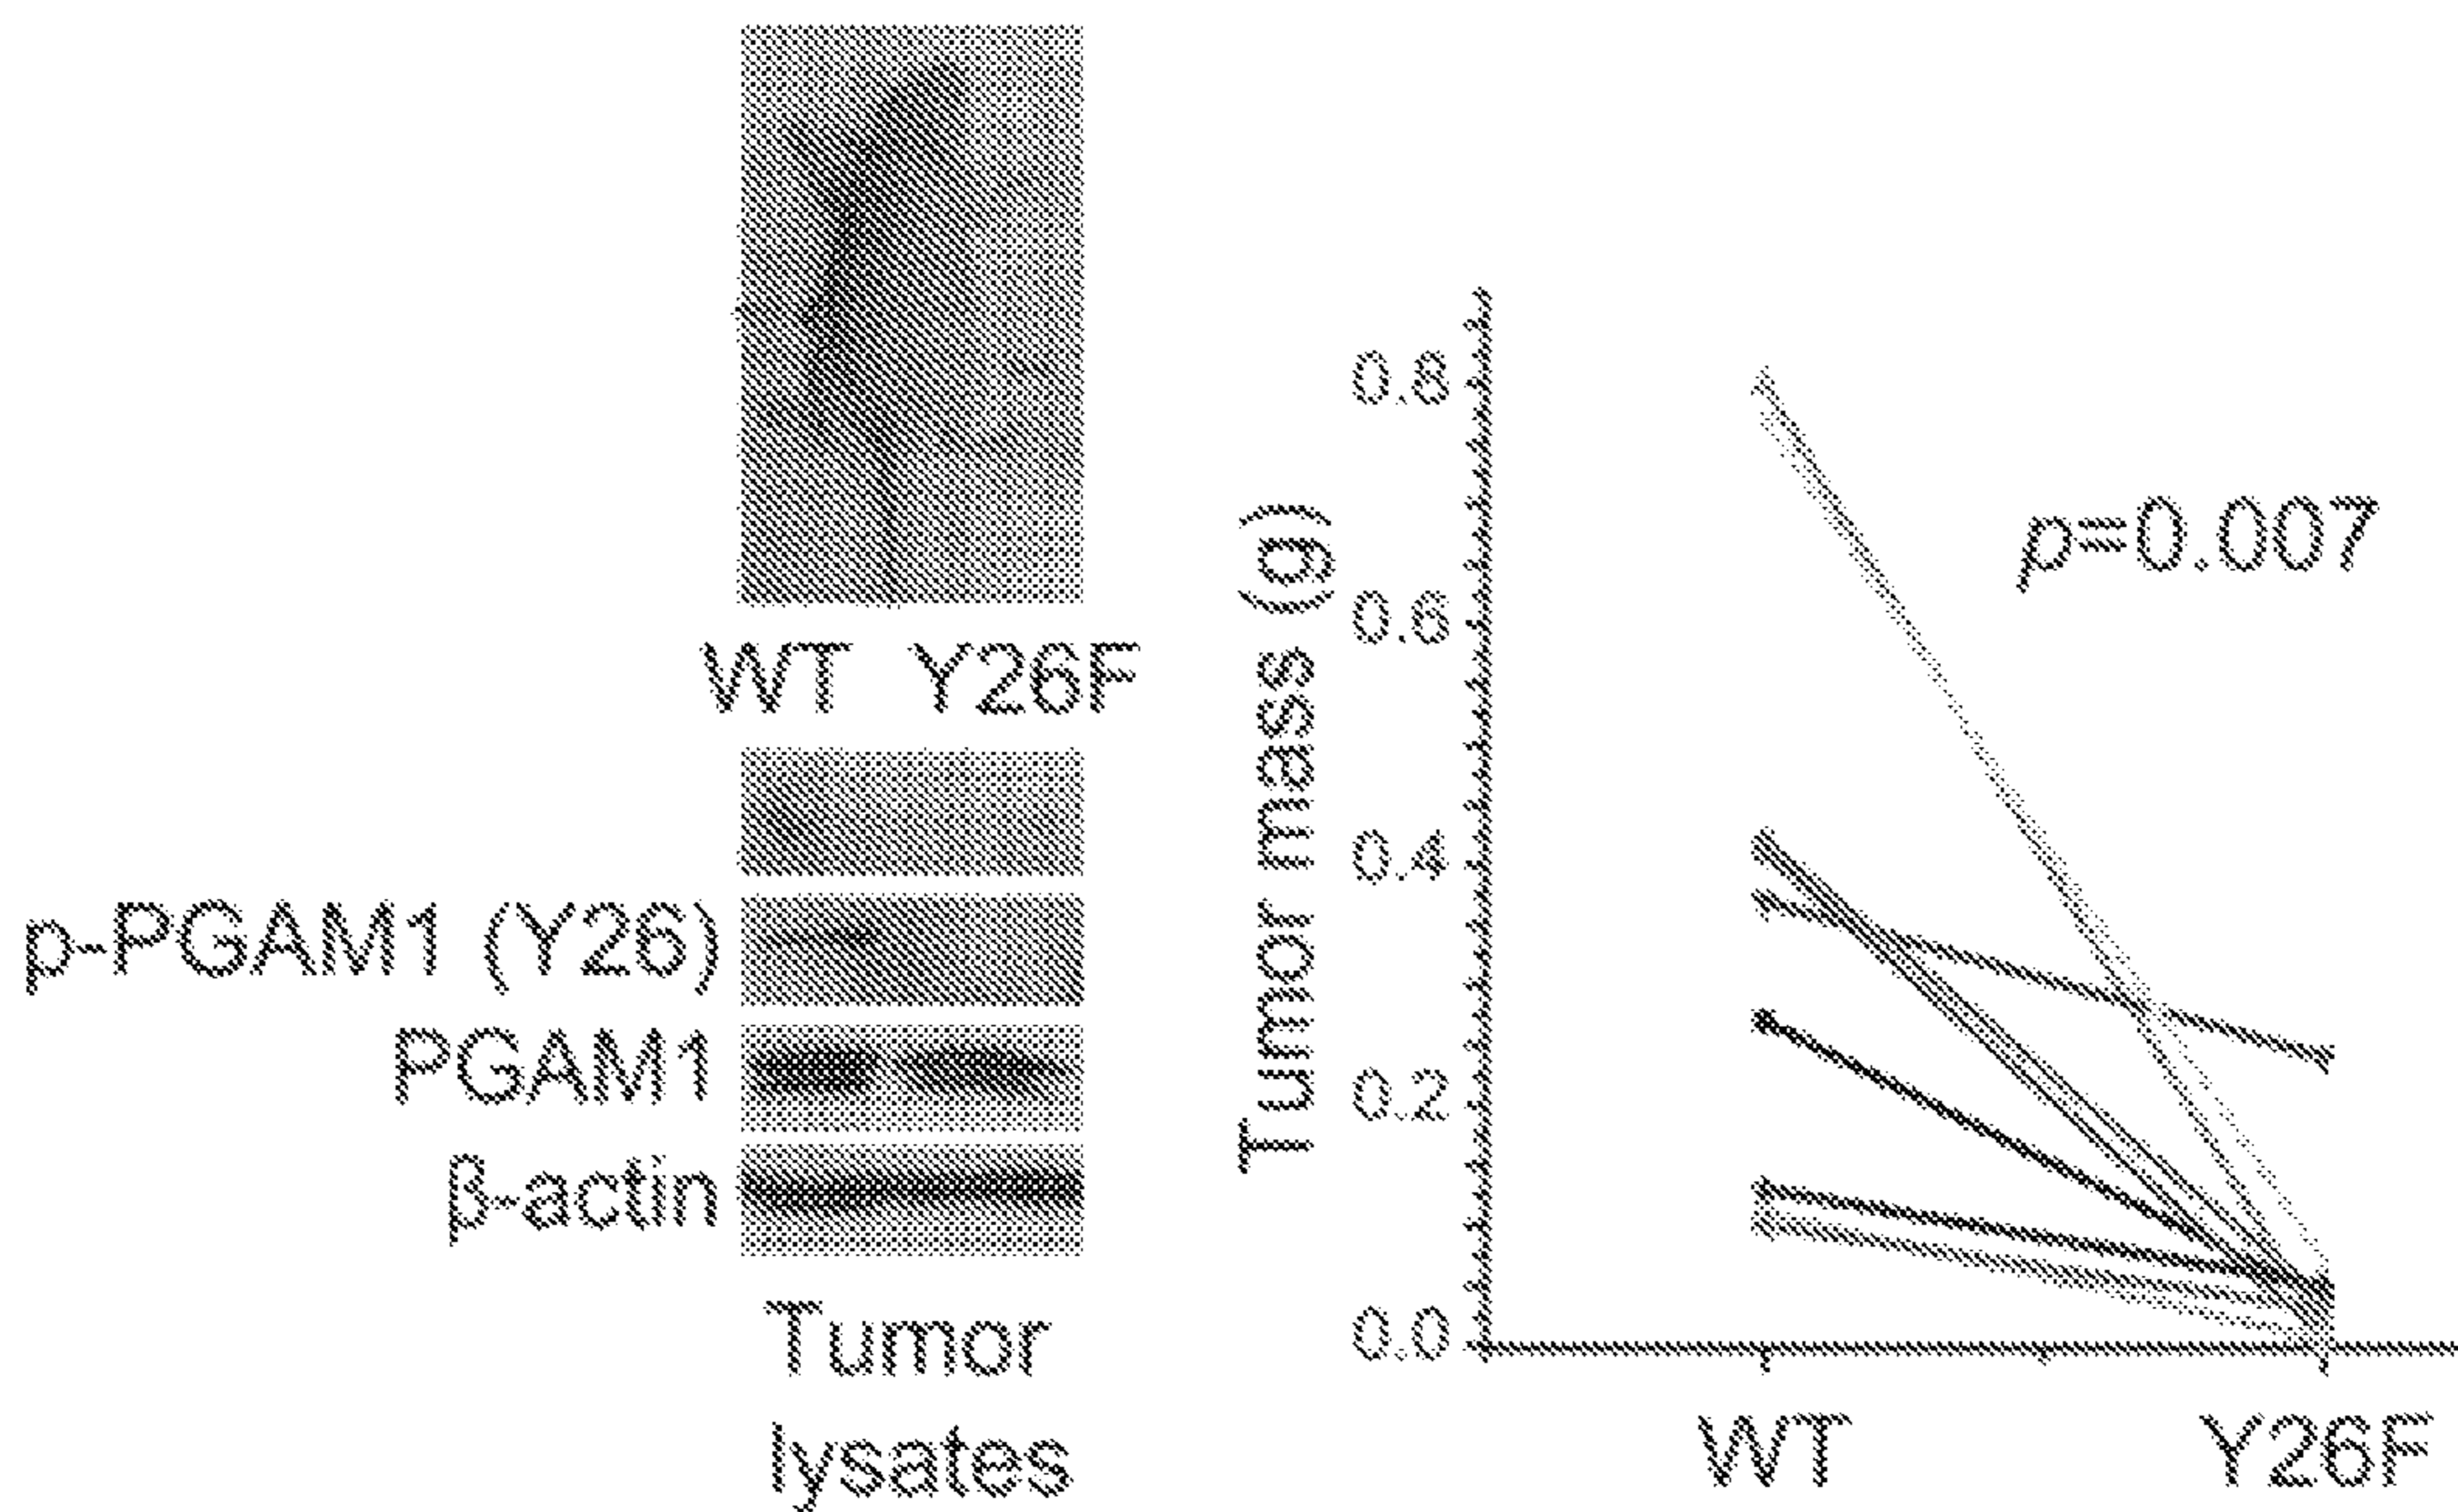 WT Y26F
p-PGAM1 (Y26)
PGAM1
β-actin
Tumor
lysates
Tumor mass (g)
0.8
0.6
0.4
0.2
0.0
p=0.007
WT Y26F